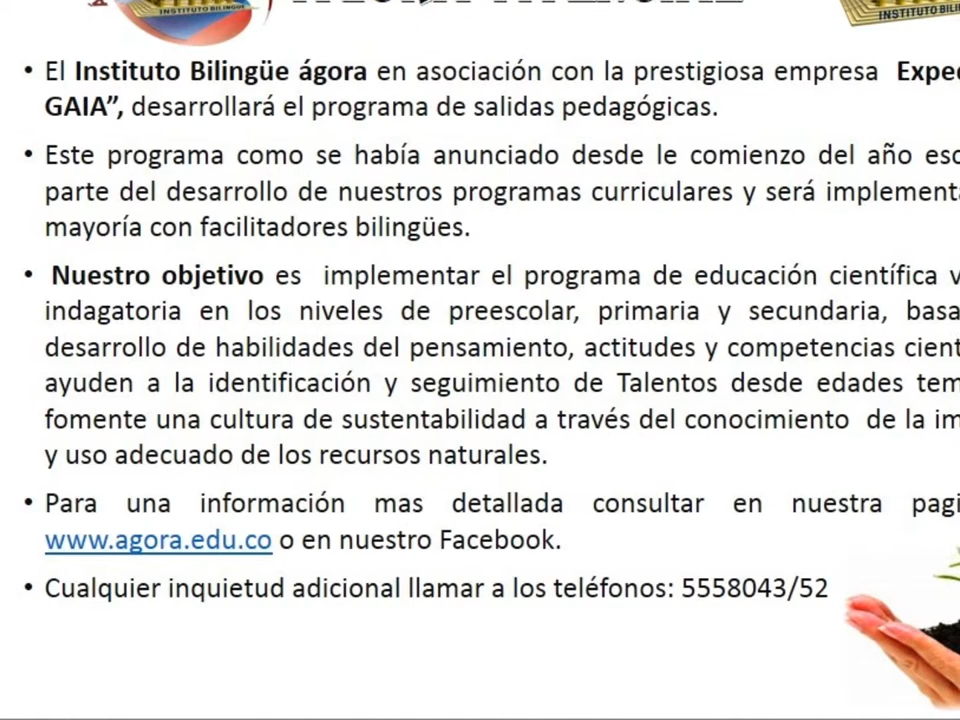 INSTITUTO BILINGÜE
INSTITUTO BILI
• El Instituto Bilingüe ágora en asociación con la prestigiosa empresa Expe
GAIA”, desarrollará el programa de salidas pedagógicas.
• Este programa como se había anunciado desde le comienzo del año esc
parte del desarrollo de nuestros programas curriculares y será implement
mayoría con facilitadores bilingües.
• Nuestro objetivo es implementar el programa de educación científica v
indagatoria en los niveles de preescolar, primaria y secundaria, basa
desarrollo de habilidades del pensamiento, actitudes y competencias cient
ayuden a la identificación y seguimiento de Talentos desde edades tem
fomente una cultura de sustentabilidad a través del conocimiento de la im
y uso adecuado de los recursos naturales.
• Para una información mas detallada consultar en nuestra pagi
www.agora.edu.co o en nuestro Facebook.
• Cualquier inquietud adicional llamar a los teléfonos: 5558043/52